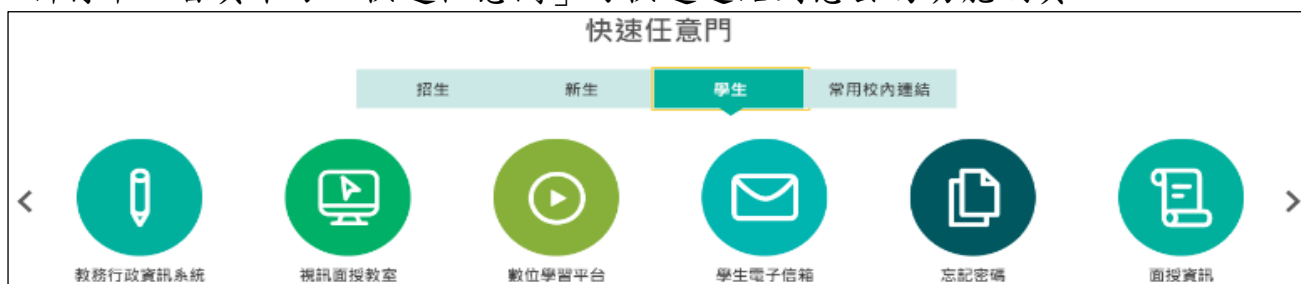 快速任意門
招生 新生 學生 常用校內連結
教務行政資訊系統 視訊面授教室 數位學習平台 學生電子信箱 忘記密碼 面授資訊